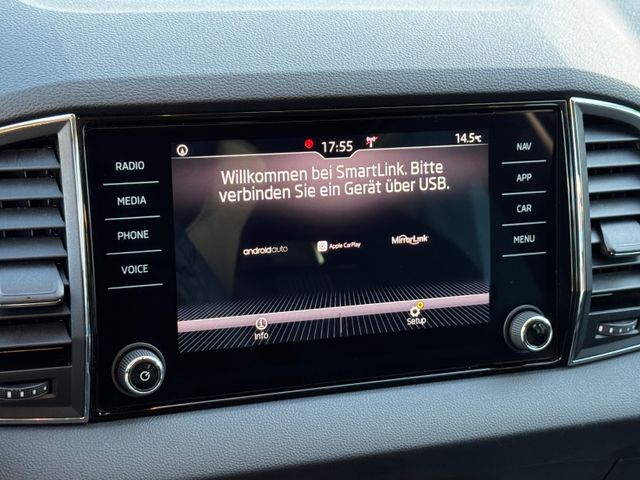 17:55
14.5°C
RADIO
MEDIA
PHONE
VOICE
Willkommen bei SmartLink. Bitte
verbinden Sie ein Gerät über USB.
androidauto
Apple CarPlay
MirrorLink
Info
Setup
NAV
APP
CAR
MENU